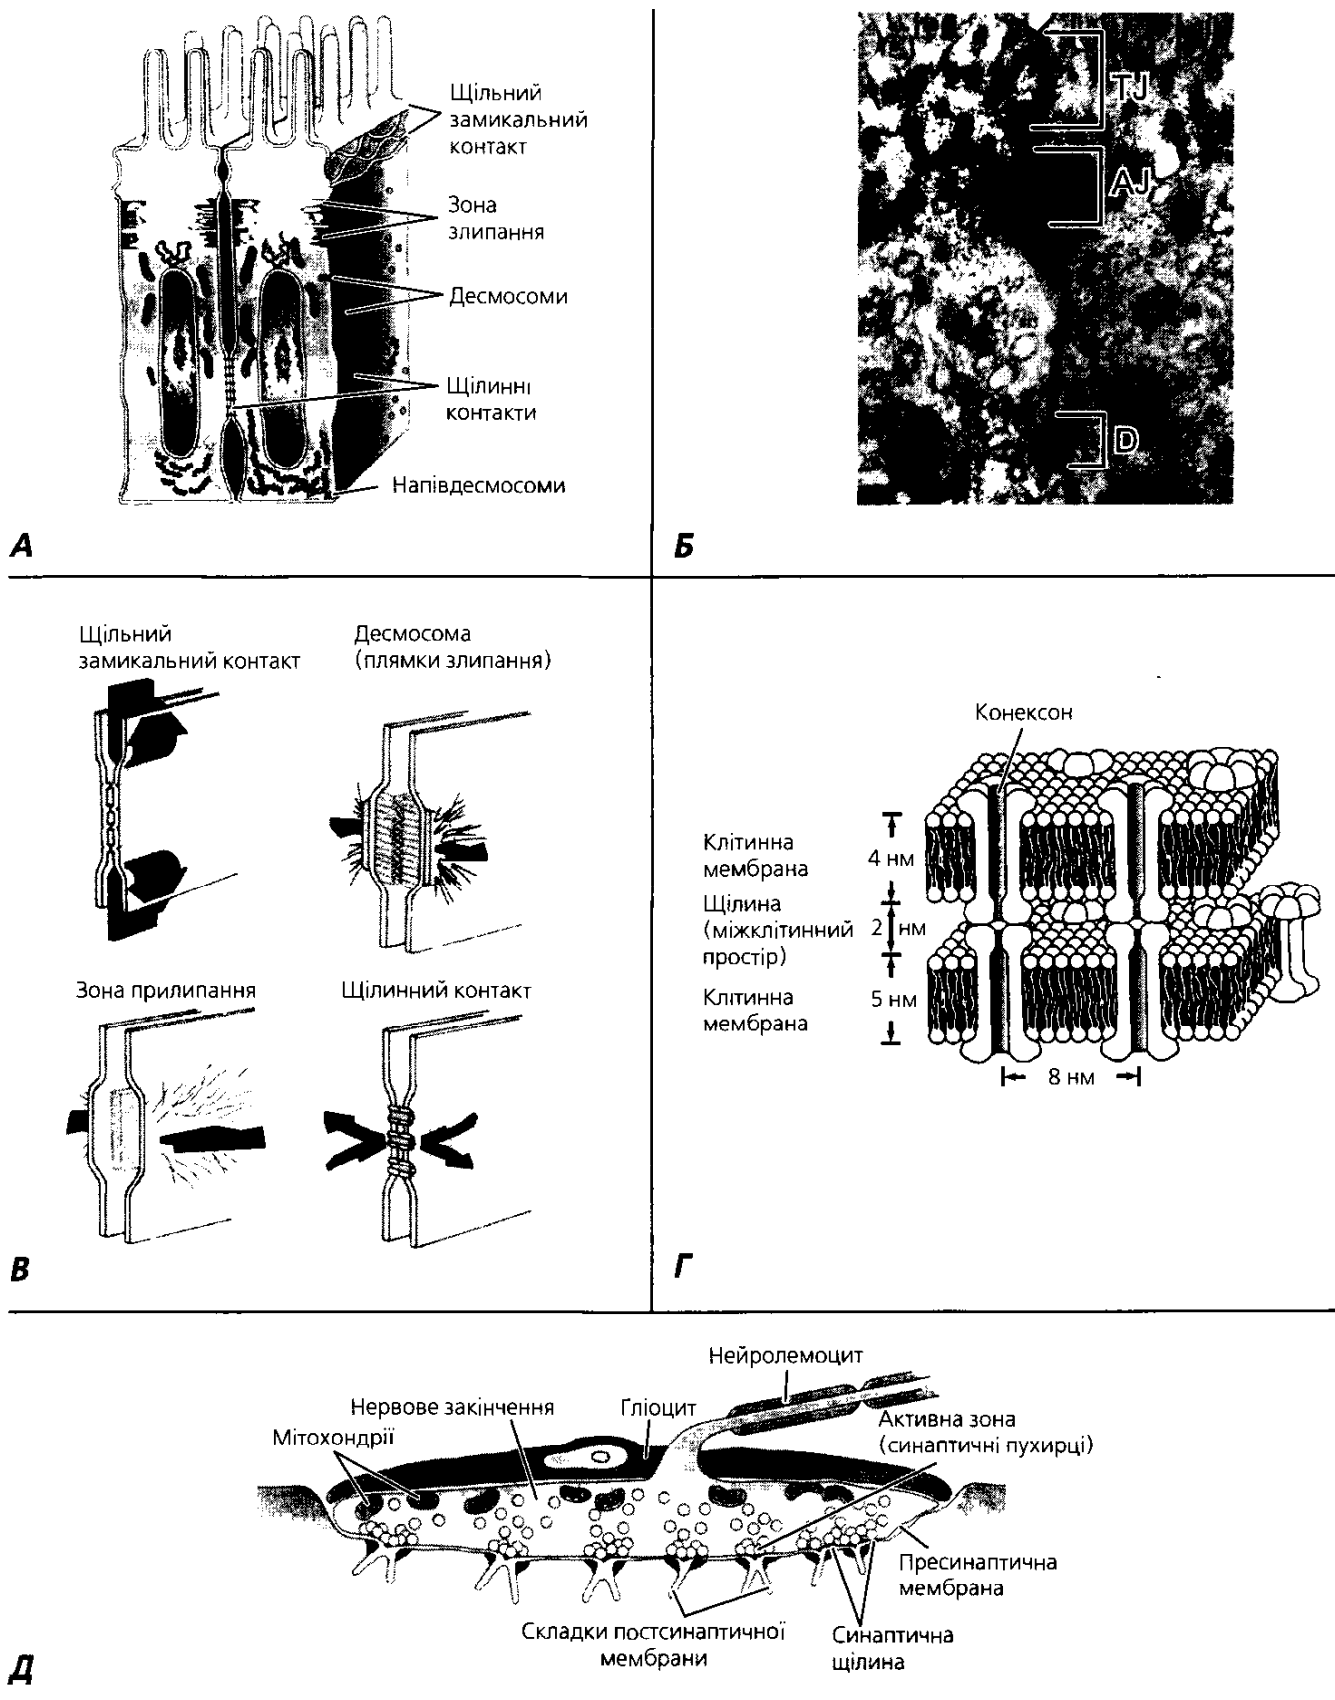 Щільний
замикальний
контакт
Зона
злипання
Десмосоми
Щілинні
контакти
Напівдесмосоми
А
TJ
AJ
D
Б
Щільний
замикальний контакт
Десмосома
(плямки злипання)
Зона прилипання
Щілинний контакт
В
Конексон
Клітинна
мембрана
4 нм
Щілина
(міжклітинний
простір)
2 нм
Клітинна
мембрана
5 нм
8 нм
Г
Нейролемоцит
Нервове закінчення
Гліоцит
Активна зона
(синаптичні пухирці)
Мітохондрії
Пресинаптична
мембрана
Складки постсинаптичної
мембрани
Синаптична
щілина
Д